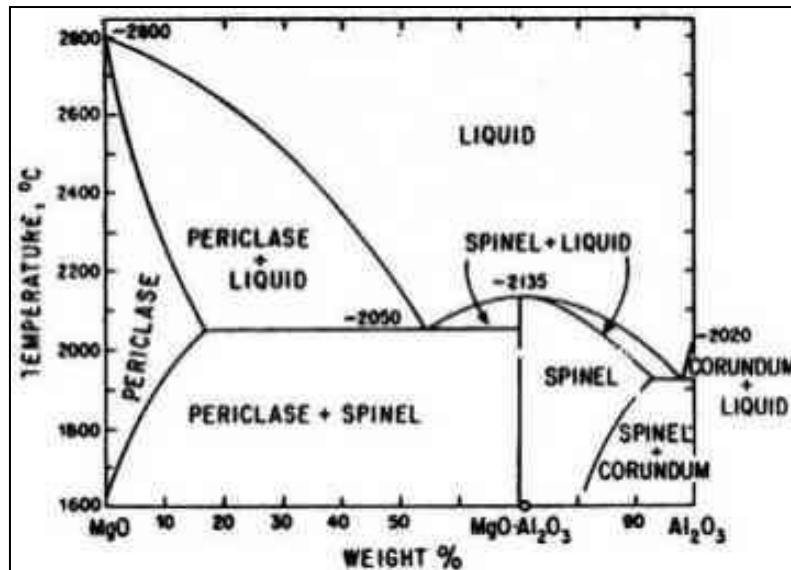 2800
~2800
2600
LIQUID
2400
PERICLASE
+
LIQUID
SPINEL+LIQUID
2200
~2135
~2050
~2020
2000
CORUNDUM
+
LIQUID
PERICLASE
SPINEL
PERICLASE + SPINEL
1800
SPINEL
+
CORUNDUM
1600
MgO 10 20 30 40 50 MgO·Al₂O₃ 90 Al₂O₃
WEIGHT %
TEMPERATURE, °C